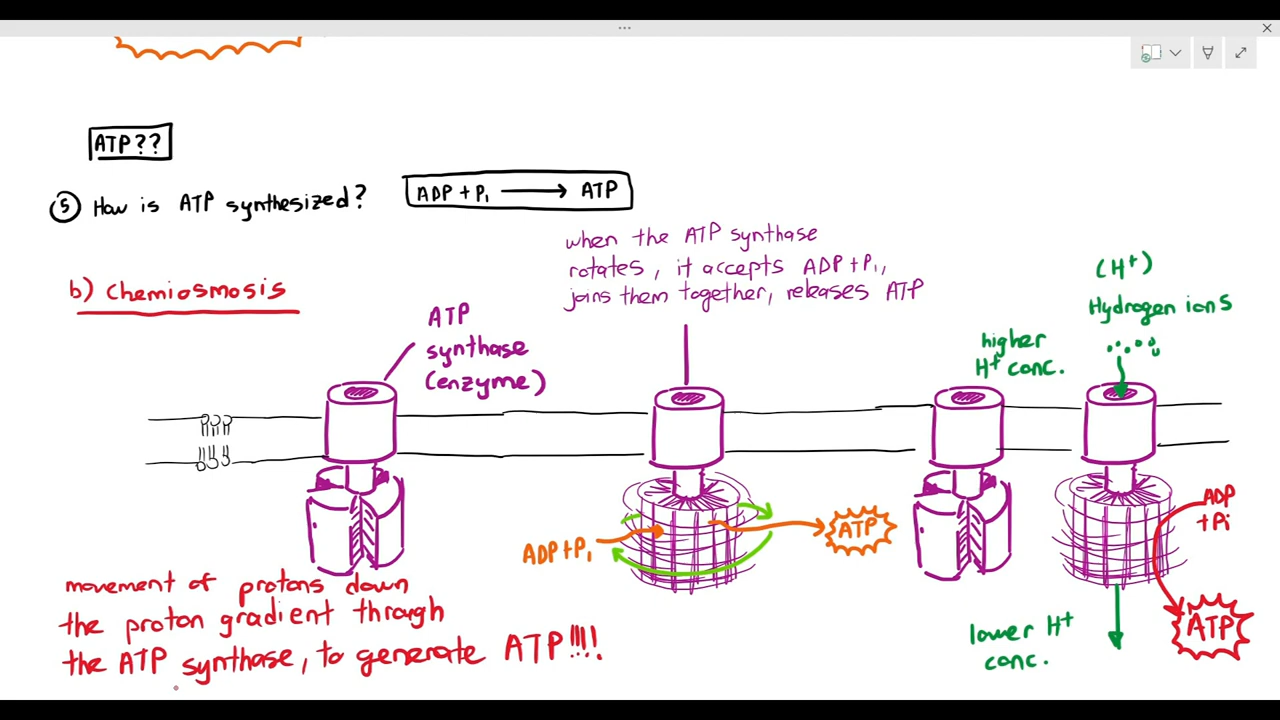 ATP??
⑤ How is ATP synthesized?
ADP + Pi ⟶ ATP
b) Chemiosmosis
ATP
synthase
(enzyme)
when the ATP synthase
rotates, it accepts ADP + Pi,
joins them together, releases ATP
ADP + Pi
ATP
higher
H⁺ conc.
(H⁺)
Hydrogen ions
ADP
+ Pi
ATP
lower H⁺
conc.
movement of protons down
the proton gradient through
the ATP synthase, to generate ATP!!!!